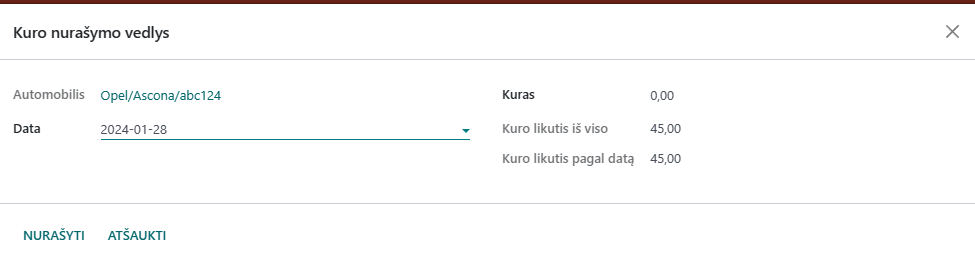 Kuro nurašymo vedlys
Automobilis Opel/Ascona/abc124
Data 2024-01-28
Kuras 0,00
Kuro likutis iš viso 45,00
Kuro likutis pagal datą 45,00
NURAŠYTI ATŠAUKTI